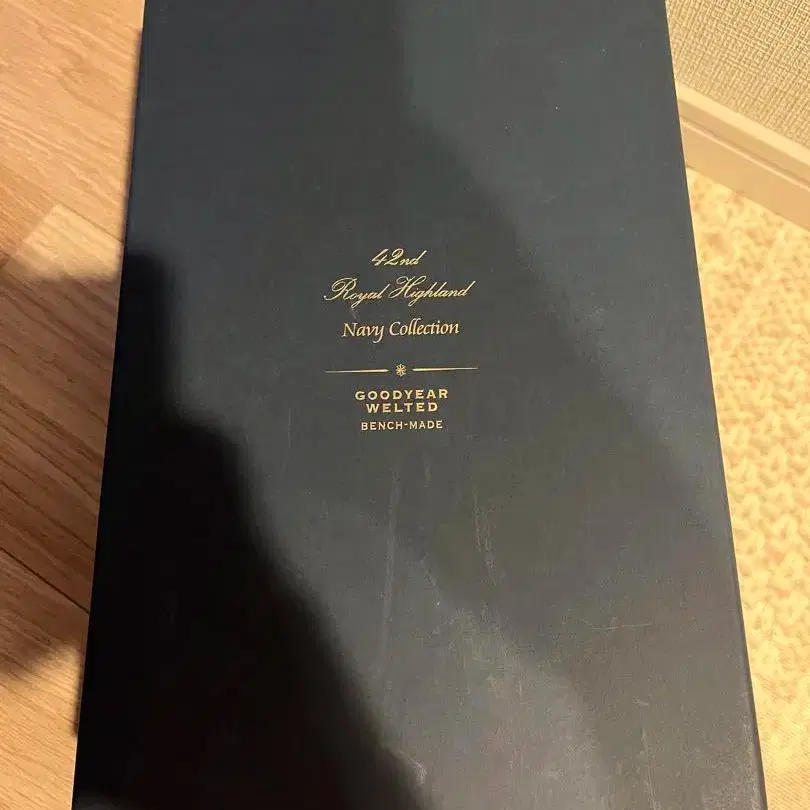 42nd
Royal Highland
Navy Collection
GOODYEAR
WELTED
BENCH-MADE